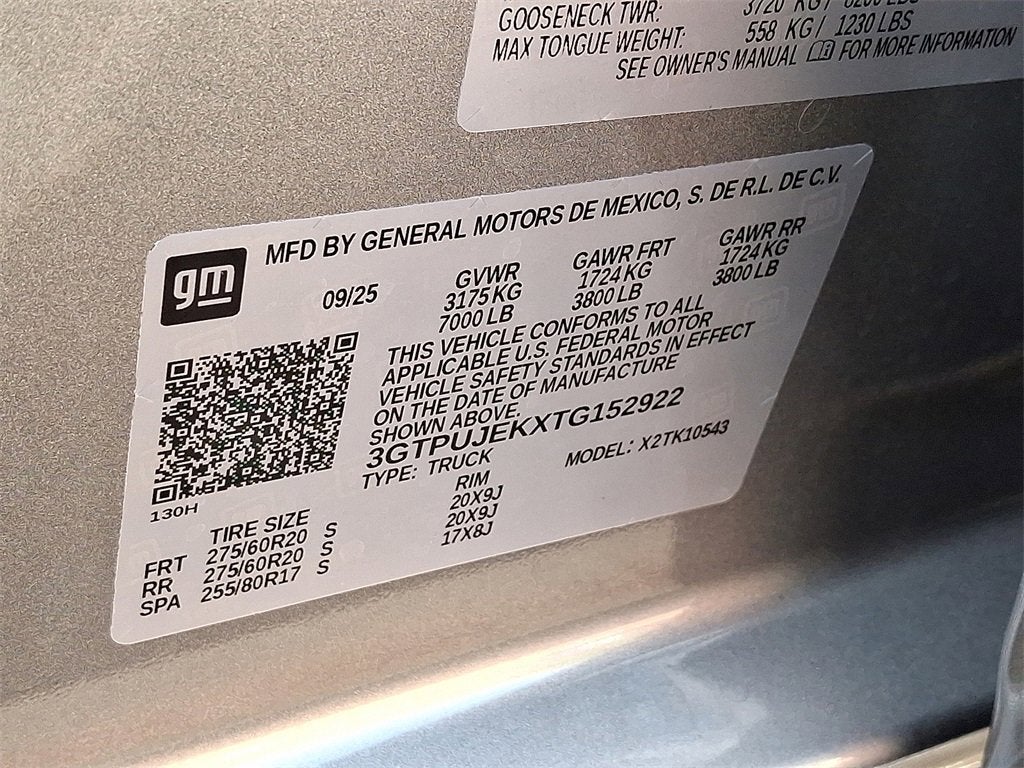 GOOSENECK TWR: 3720 KG/ 8200 LBS
MAX TONGUE WEIGHT: 558 KG/ 1230 LBS
SEE OWNER'S MANUAL FOR MORE INFORMATION
gm
MFD BY GENERAL MOTORS DE MEXICO, S. DE R.L. DE C.V.
09/25 GVWR GAWR FRT GAWR RR
3175 KG 1724 KG 1724 KG
7000 LB 3800 LB 3800 LB
THIS VEHICLE CONFORMS TO ALL
APPLICABLE U.S. FEDERAL MOTOR
VEHICLE SAFETY STANDARDS IN EFFECT
ON THE DATE OF MANUFACTURE
SHOWN ABOVE.
3GTPUJEKXTG152922
TYPE: TRUCK MODEL: X2TK10543
130H
TIRE SIZE RIM
FRT 275/60R20 S 20X9J
RR 275/60R20 S 20X9J
SPA 255/80R17 S 17X8J